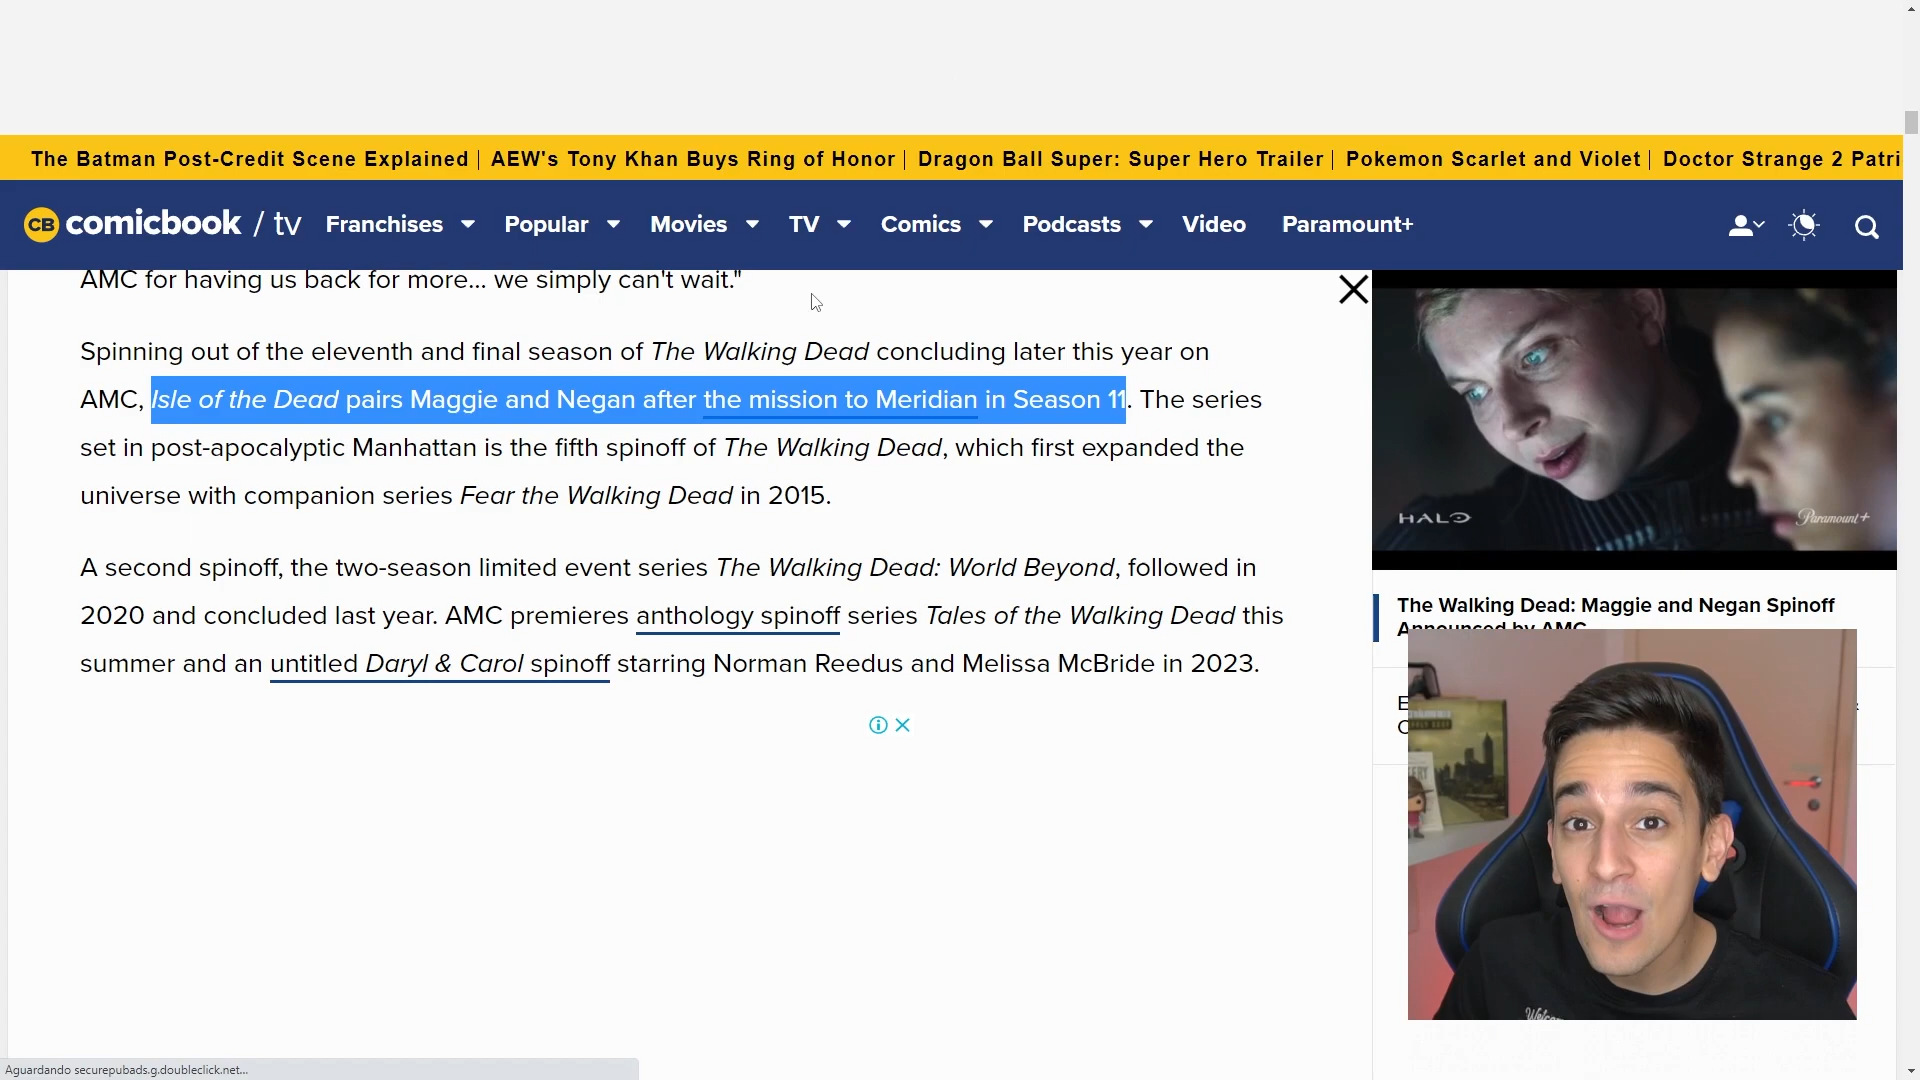 The Batman Post-Credit Scene Explained | AEW's Tony Khan Buys Ring of Honor | Dragon Ball Super: Super Hero Trailer | Pokemon Scarlet and Violet | Doctor Strange 2 Patri
CB comicbook / tv Franchises Popular Movies TV Comics Podcasts Video Paramount+
AMC for having us back for more... we simply can't wait."
Spinning out of the eleventh and final season of The Walking Dead concluding later this year on
AMC, Isle of the Dead pairs Maggie and Negan after the mission to Meridian in Season 11. The series
set in post-apocalyptic Manhattan is the fifth spinoff of The Walking Dead, which first expanded the
universe with companion series Fear the Walking Dead in 2015.
A second spinoff, the two-season limited event series The Walking Dead: World Beyond, followed in
2020 and concluded last year. AMC premieres anthology spinoff series Tales of the Walking Dead this
summer and an untitled Daryl & Carol spinoff starring Norman Reedus and Melissa McBride in 2023.
HALO
Paramount+
The Walking Dead: Maggie and Negan Spinoff
Announced by AMC
Aguardando securepubads.g.doubleclick.net...